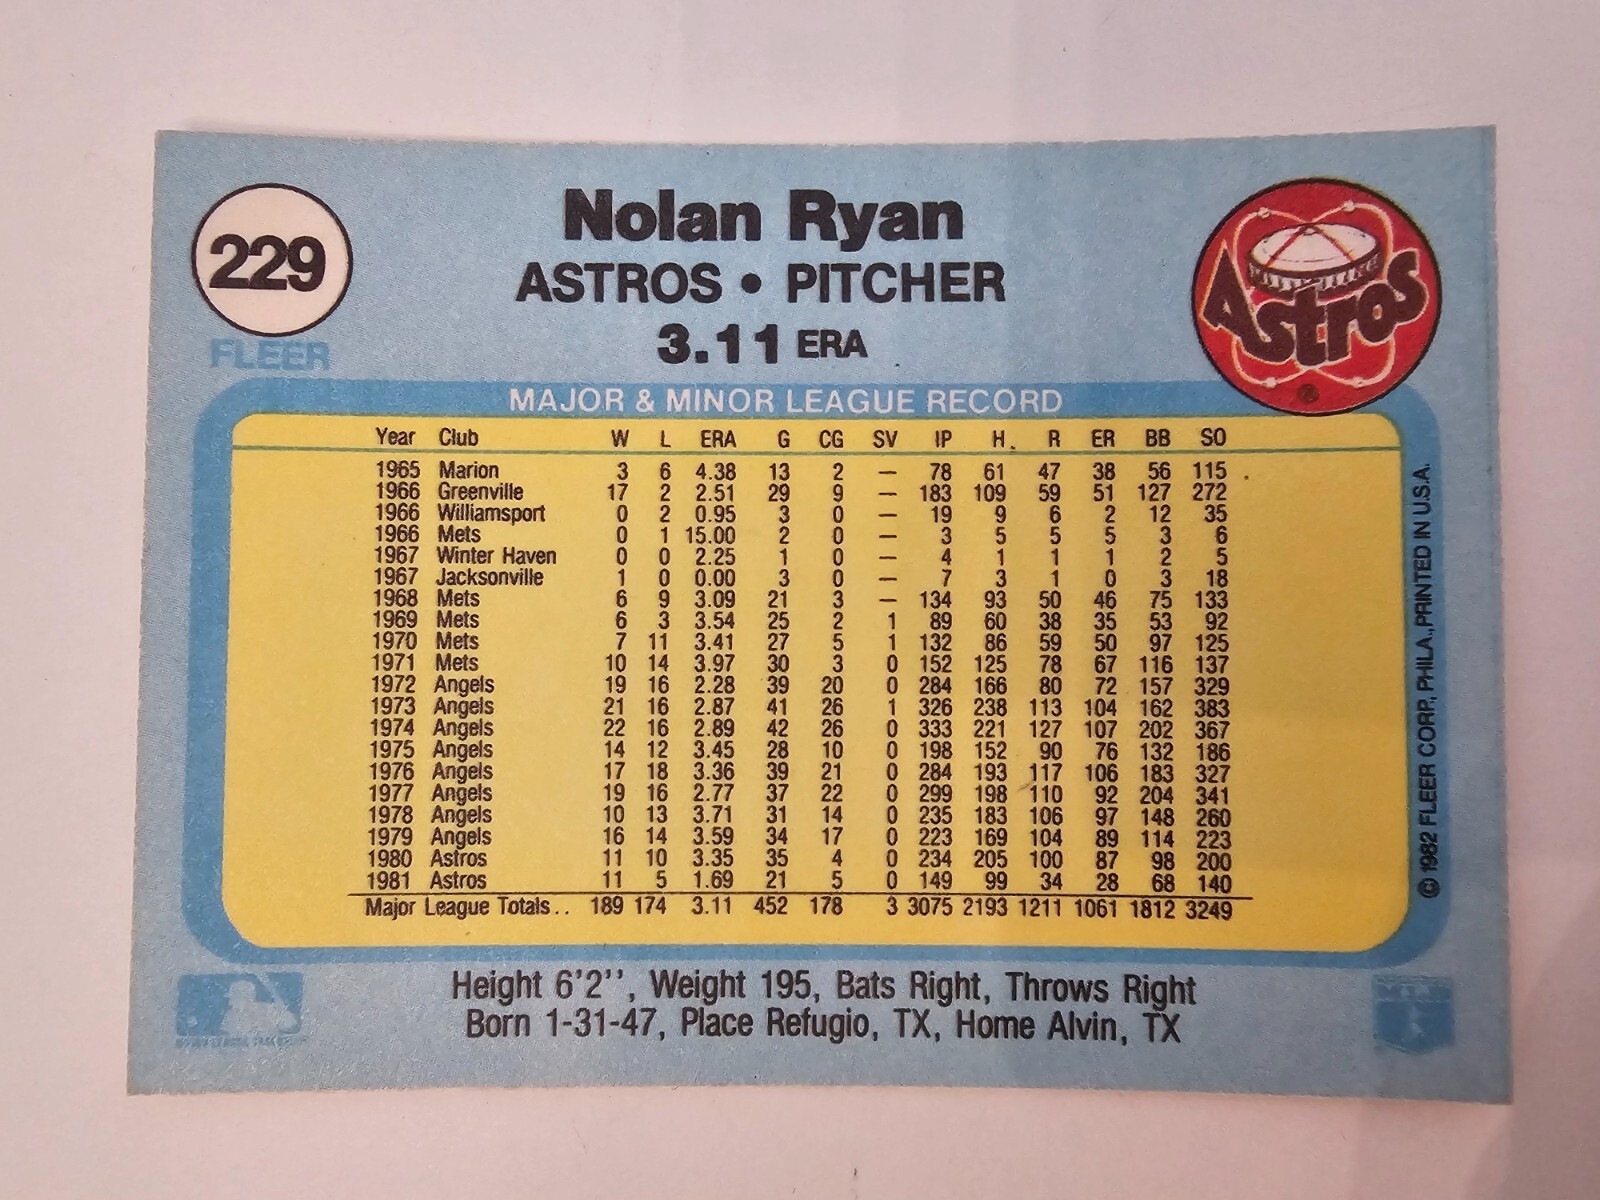 229
FLEER
Nolan Ryan
ASTROS • PITCHER
3.11 ERA
Astros
MAJOR & MINOR LEAGUE RECORD
Year Club W L ERA G CG SV IP H. R ER BB SO
1965 Marion 3 6 4.38 13 2 — 78 61 47 38 56 115
1966 Greenville 17 2 2.51 29 9 — 183 109 59 51 127 272
1966 Williamsport 0 2 0.95 3 0 — 19 9 6 2 12 35
1966 Mets 0 1 15.00 2 0 — 3 5 5 5 3 6
1967 Winter Haven 0 0 2.25 1 0 — 4 1 1 1 2 5
1967 Jacksonville 1 0 0.00 3 0 — 7 3 1 0 3 18
1968 Mets 6 9 3.09 21 3 — 134 93 50 46 75 133
1969 Mets 6 3 3.54 25 2 1 89 60 38 35 53 92
1970 Mets 7 11 3.41 27 5 1 132 86 59 50 97 125
1971 Mets 10 14 3.97 30 3 0 152 125 78 67 116 137
1972 Angels 19 16 2.28 39 20 0 284 166 80 72 157 329
1973 Angels 21 16 2.87 41 26 1 326 238 113 104 162 383
1974 Angels 22 16 2.89 42 26 0 333 221 127 107 202 367
1975 Angels 14 12 3.45 28 10 0 198 152 90 76 132 186
1976 Angels 17 18 3.36 39 21 0 284 193 117 106 183 327
1977 Angels 19 16 2.77 37 22 0 299 198 110 92 204 341
1978 Angels 10 13 3.71 31 14 0 235 183 106 97 148 260
1979 Angels 16 14 3.59 34 17 0 223 169 104 89 114 223
1980 Astros 11 10 3.35 35 4 0 234 205 100 87 98 200
1981 Astros 11 5 1.69 21 5 0 149 99 34 28 68 140
Major League Totals.. 189 174 3.11 452 178 3 3075 2193 1211 1061 1812 3249
© 1982 FLEER CORP., PHILA., PRINTED IN U.S.A.
Height 6'2'', Weight 195, Bats Right, Throws Right
Born 1-31-47, Place Refugio, TX, Home Alvin, TX